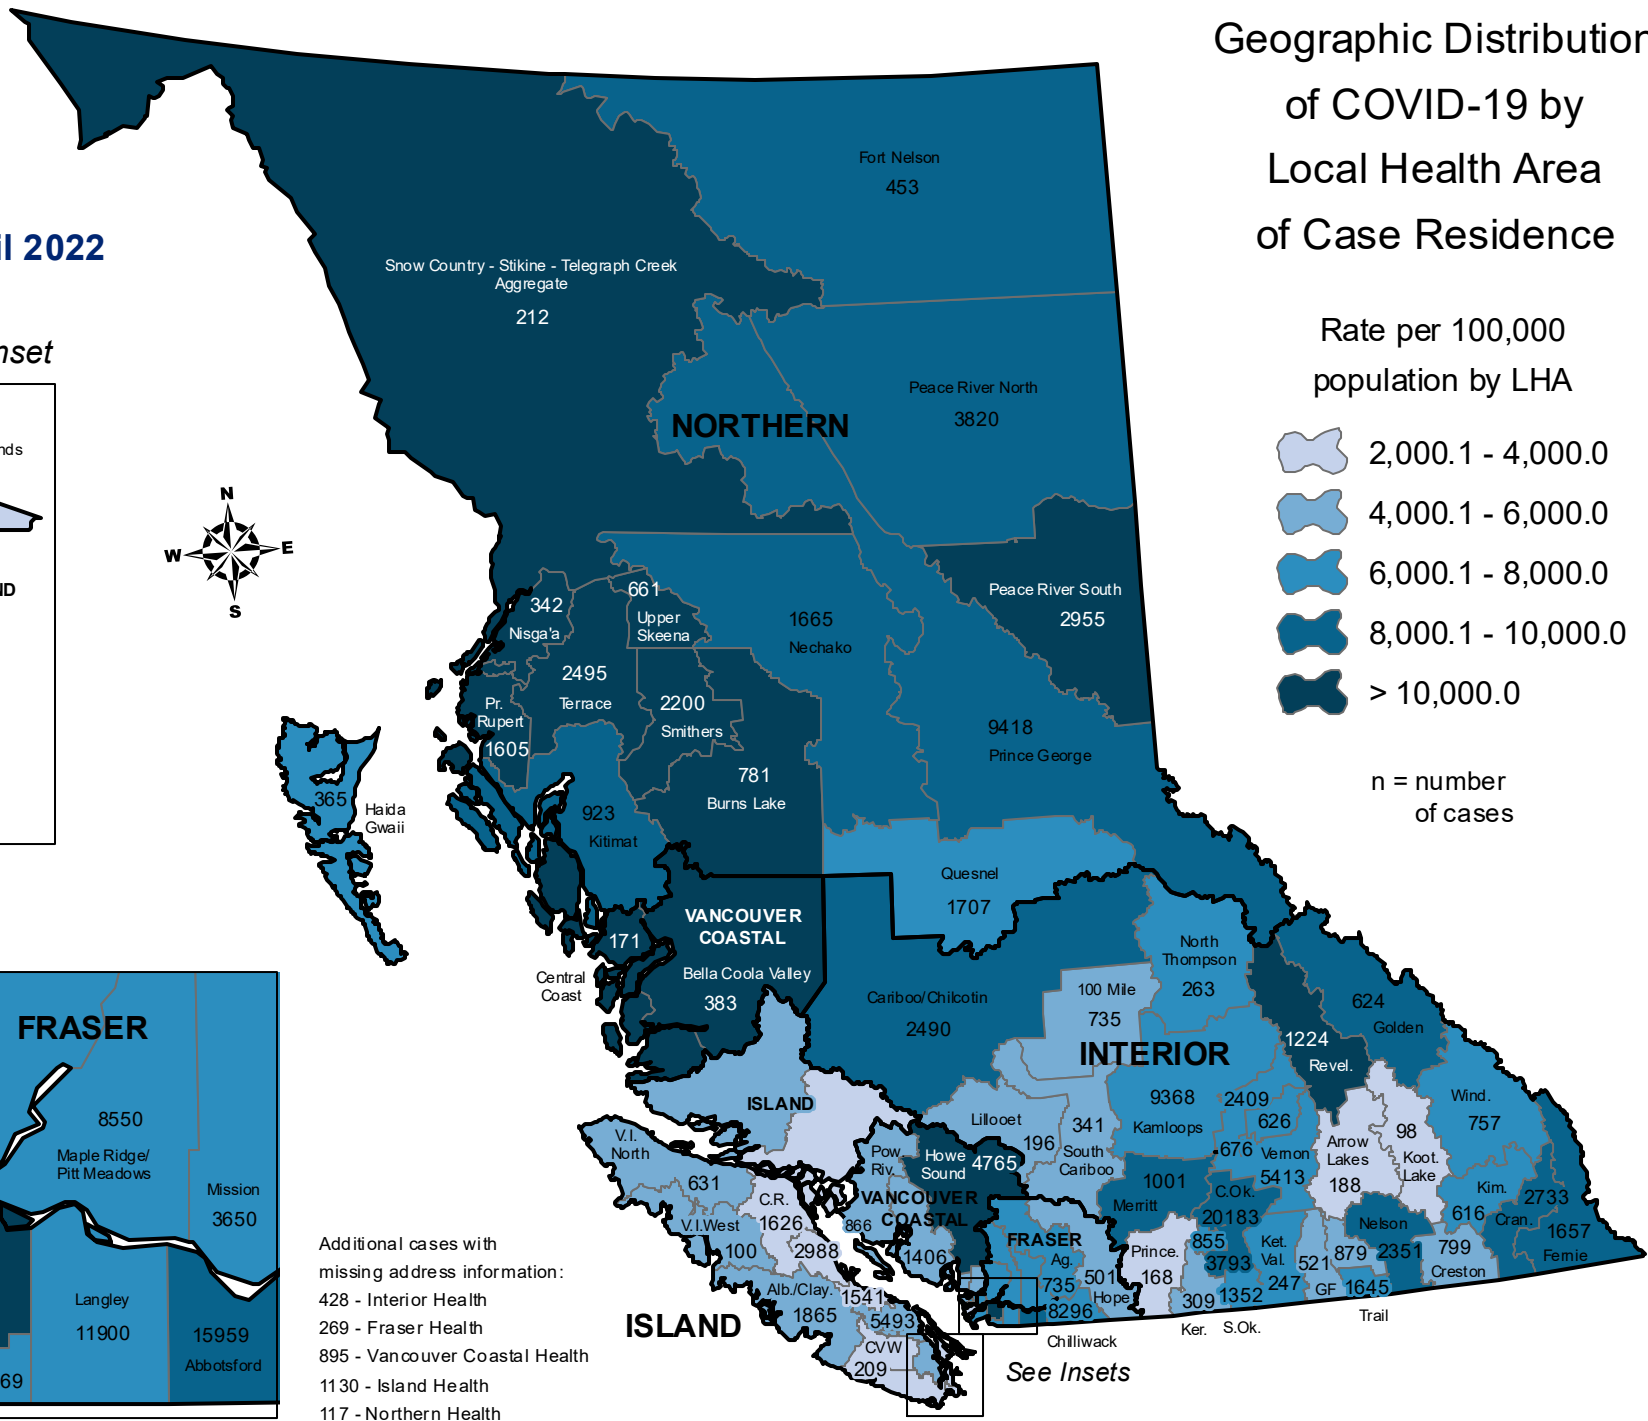 Geographic Distribution
of COVID-19 by
Local Health Area
of Case Residence
il 2022
nset
nds
ND
N
W
E
S
Rate per 100,000
population by LHA
2,000.1 - 4,000.0
4,000.1 - 6,000.0
6,000.1 - 8,000.0
8,000.1 - 10,000.0
> 10,000.0
n = number
of cases
Fort Nelson
453
Snow Country - Stikine - Telegraph Creek
Aggregate
212
Peace River North
3820
NORTHERN
Peace River South
2955
342
Nisga'a
661
Upper
Skeena
1665
Nechako
2495
Terrace
2200
Smithers
Pr.
Rupert
1605
9418
Prince George
781
Burns Lake
923
Kitimat
365
Haida
Gwaii
Quesnel
1707
VANCOUVER
COASTAL
171
Central
Coast
Bella Coola Valley
383
Cariboo/Chilcotin
2490
North
Thompson
263
100 Mile
735
INTERIOR
624
Golden
1224
Revel.
ISLAND
Lillooet
196
341
South
Cariboo
9368
Kamloops
2409
626
676
Vernon
5413
Arrow
Lakes
188
98
Koot.
Lake
Wind.
757
V.I.
North
631
Pow.
Riv.
Howe
Sound
4765
VANCOUVER
COASTAL
866
1406
C.R.
1626
V.I.West
100
2988
Alb./Clay.
1865
1541
5493
CVW
209
ISLAND
FRASER
Ag.
735
501
Hope
8296
Chilliwack
See Insets
1001
Merritt
Prince.
168
C.Ok.
20183
855
3793
309
Ker.
1352
S.Ok.
Ket.
Val.
247
521
GF
879
Nelson
2351
1645
Trail
Kim.
616
799
Creston
2733
Cran.
1657
Fernie
FRASER
8550
Maple Ridge/
Pitt Meadows
Mission
3650
Langley
11900
15959
Abbotsford
69
Additional cases with
missing address information:
428 - Interior Health
269 - Fraser Health
895 - Vancouver Coastal Health
1130 - Island Health
117 - Northern Health